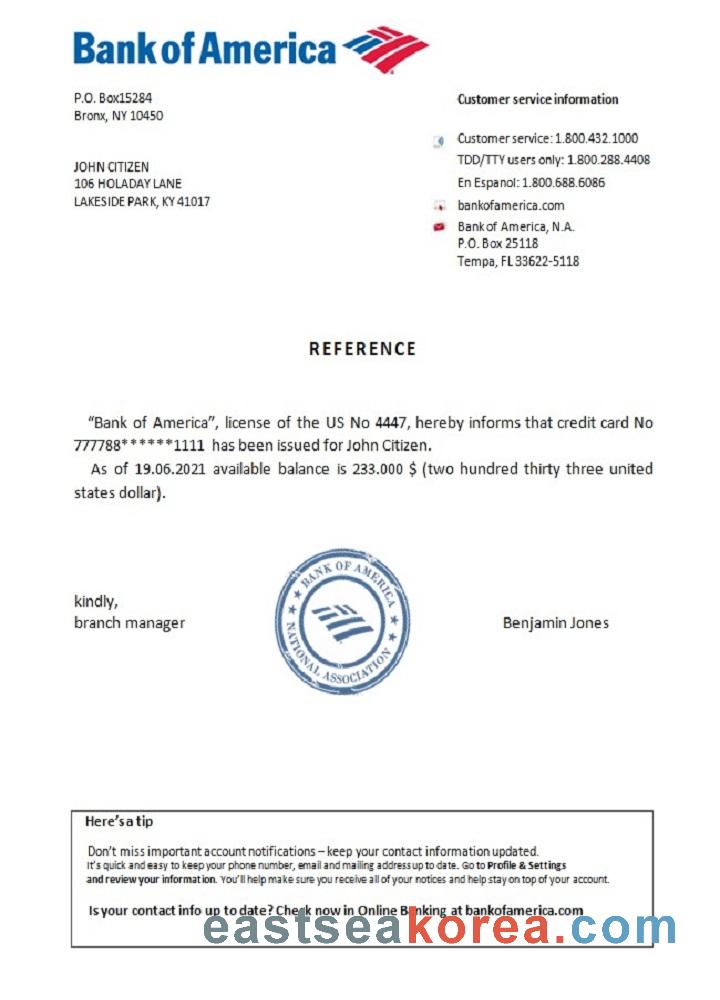 Bank of America
P.O. Box15284
Bronx, NY 10450
JOHN CITIZEN
106 HOLADAY LANE
LAKESIDE PARK, KY 41017
Customer service information
Customer service: 1.800.432.1000
TDD/TTY users only: 1.800.288.4408
En Espanol: 1.800.688.6086
bankofamerica.com
Bank of America, N.A.
P.O. Box 25118
Tempa, FL 33622-5118
REFERENCE
“Bank of America”, license of the US No 4447, hereby informs that credit card No
777788******1111 has been issued for John Citizen.
As of 19.06.2021 available balance is 233.000 $ (two hundred thirty three united
states dollar).
kindly,
branch manager
BANK OF AMERICA
NATIONAL ASSOCIATION
Benjamin Jones
Here's a tip
Don't miss important account notifications – keep your contact information updated.
It's quick and easy to keep your phone number, email and mailing address up to date. Go to Profile & Settings
and review your information. You'll help make sure you receive all of your notices and help stay on top of your account.
Is your contact info up to date? Check now in Online Banking at bankofamerica.com
eastseakorea.com